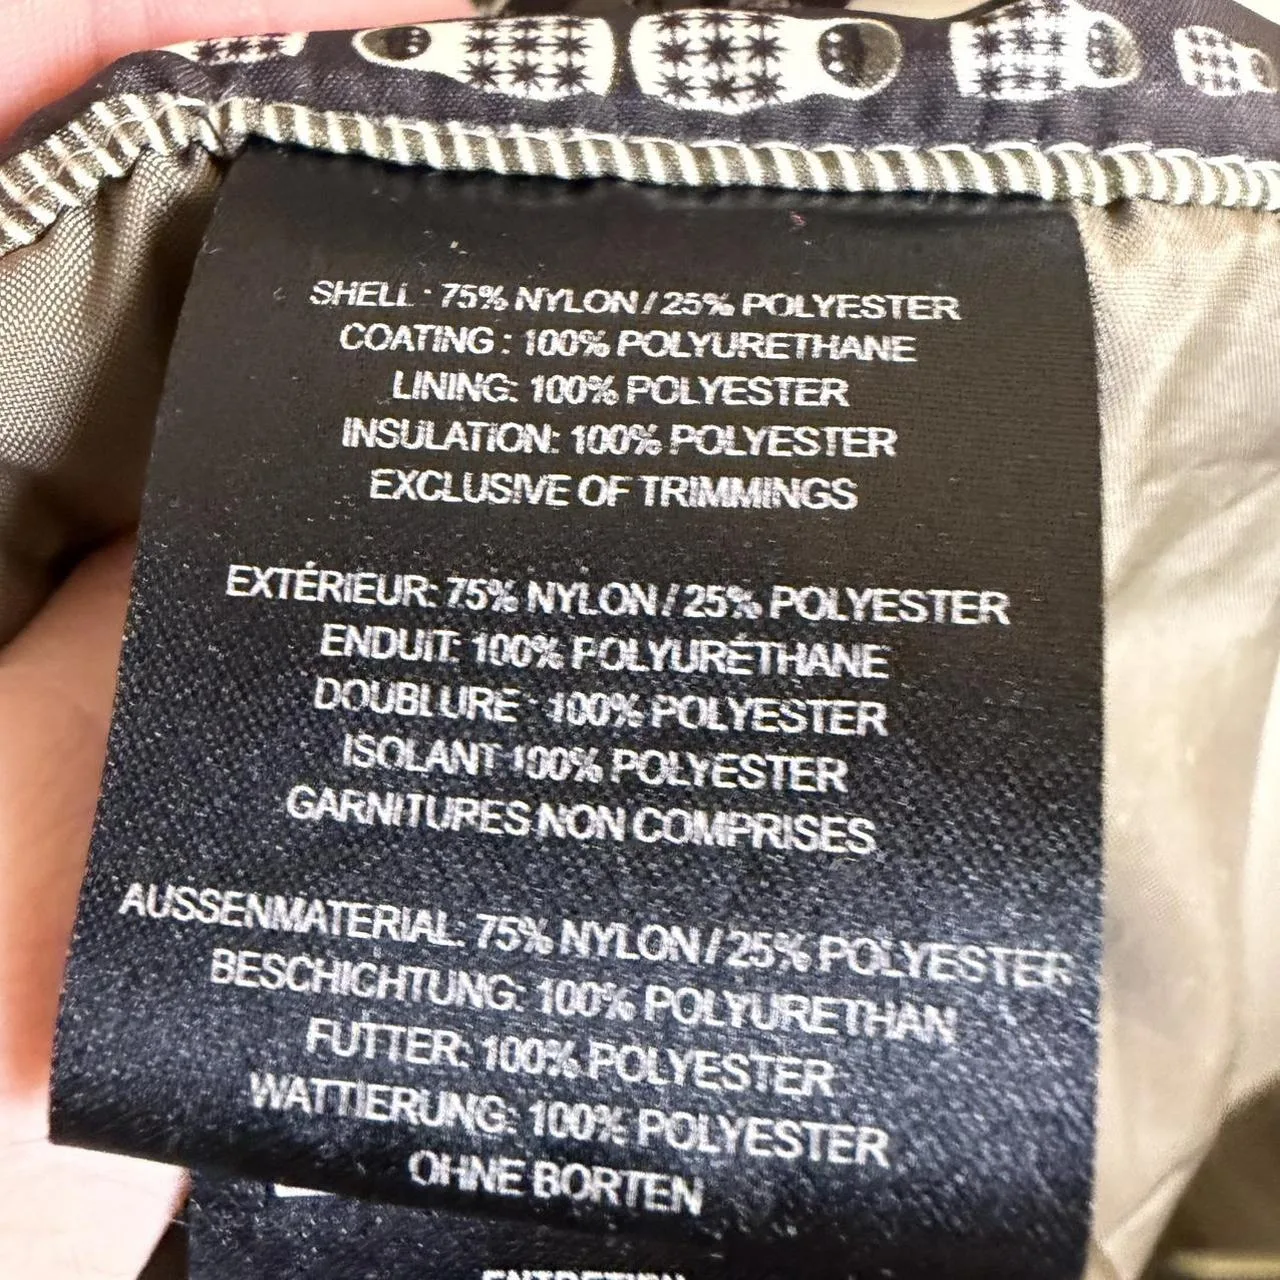 SHELL : 75% NYLON / 25% POLYESTER
COATING : 100% POLYURETHANE
LINING: 100% POLYESTER
INSULATION: 100% POLYESTER
EXCLUSIVE OF TRIMMINGS
EXTÉRIEUR: 75% NYLON / 25% POLYESTER
ENDUIT: 100% POLYURÉTHANE
DOUBLURE : 100% POLYESTER
ISOLANT 100% POLYESTER
GARNITURES NON COMPRISES
AUSSENMATERIAL: 75% NYLON / 25% POLYESTER
BESCHICHTUNG: 100% POLYURETHAN
FUTTER: 100% POLYESTER
WATTIERUNG: 100% POLYESTER
OHNE BORTEN
ENTRETIEN